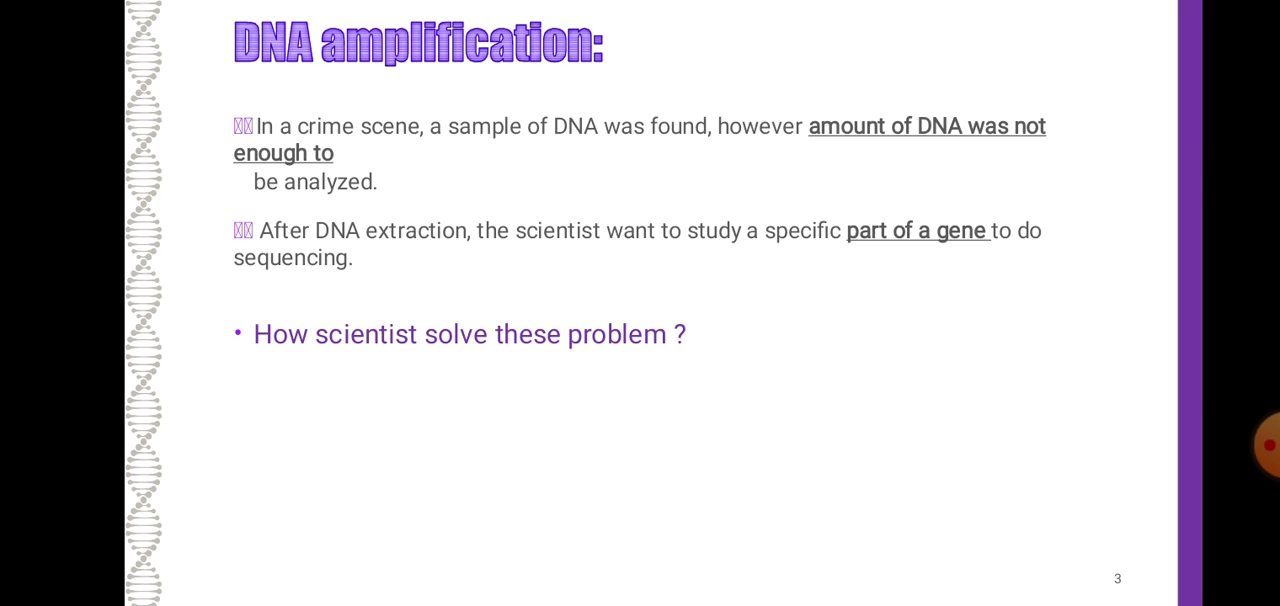 DNA amplification:
In a crime scene, a sample of DNA was found, however amount of DNA was not
enough to
be analyzed.
After DNA extraction, the scientist want to study a specific part of a gene to do
sequencing.
• How scientist solve these problem ?
3